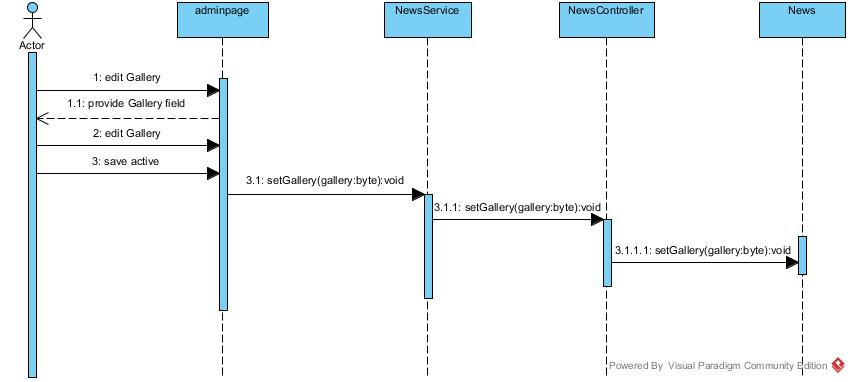 adminpage
NewsService
NewsController
News
Actor
1: edit Gallery
1.1: provide Gallery field
2: edit Gallery
3: save active
3.1: setGallery(gallery:byte):void
3.1.1: setGallery(gallery:byte):void
3.1.1.1: setGallery(gallery:byte):void
Powered By Visual Paradigm Community Edition